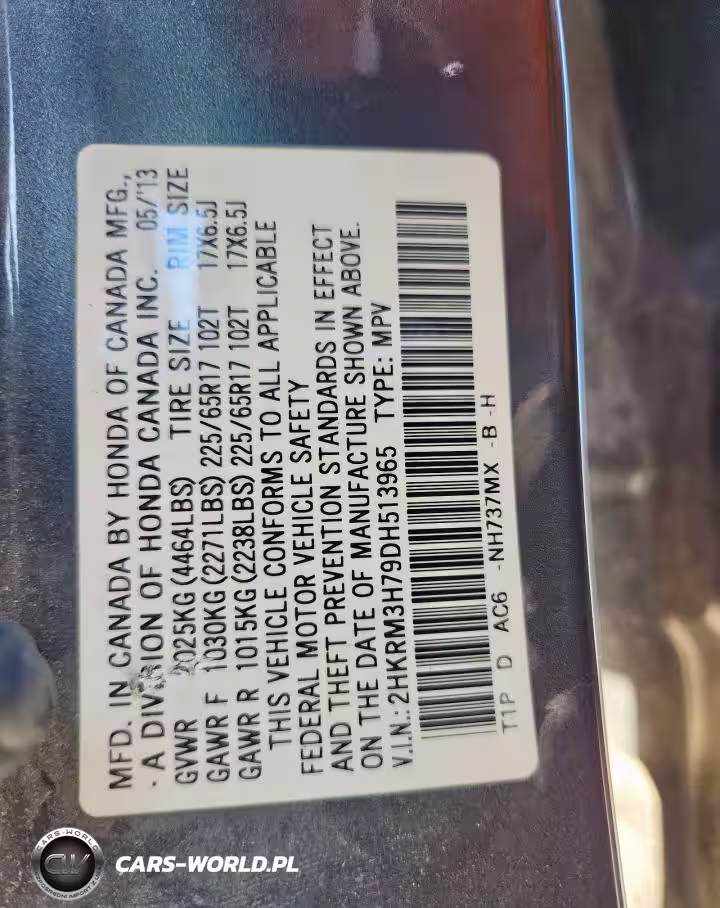 MFD. IN CANADA BY HONDA OF CANADA MFG.,
· A DIVISION OF HONDA CANADA INC. 05/'13
GVWR 2025KG(4464LBS) TIRE SIZE RIM SIZE
GAWR F 1030KG(2271LBS) 225/65R17 102T 17X6.5J
GAWR R 1015KG(2238LBS) 225/65R17 102T 17X6.5J
THIS VEHICLE CONFORMS TO ALL APPLICABLE
FEDERAL MOTOR VEHICLE SAFETY
AND THEFT PREVENTION STANDARDS IN EFFECT
ON THE DATE OF MANUFACTURE SHOWN ABOVE.
V.I.N.:2HKRM3H79DH513965 TYPE: MPV
T1P D AC6 -NH737MX -B -H
CARS-WORLD
CW
CARS-WORLD.PL